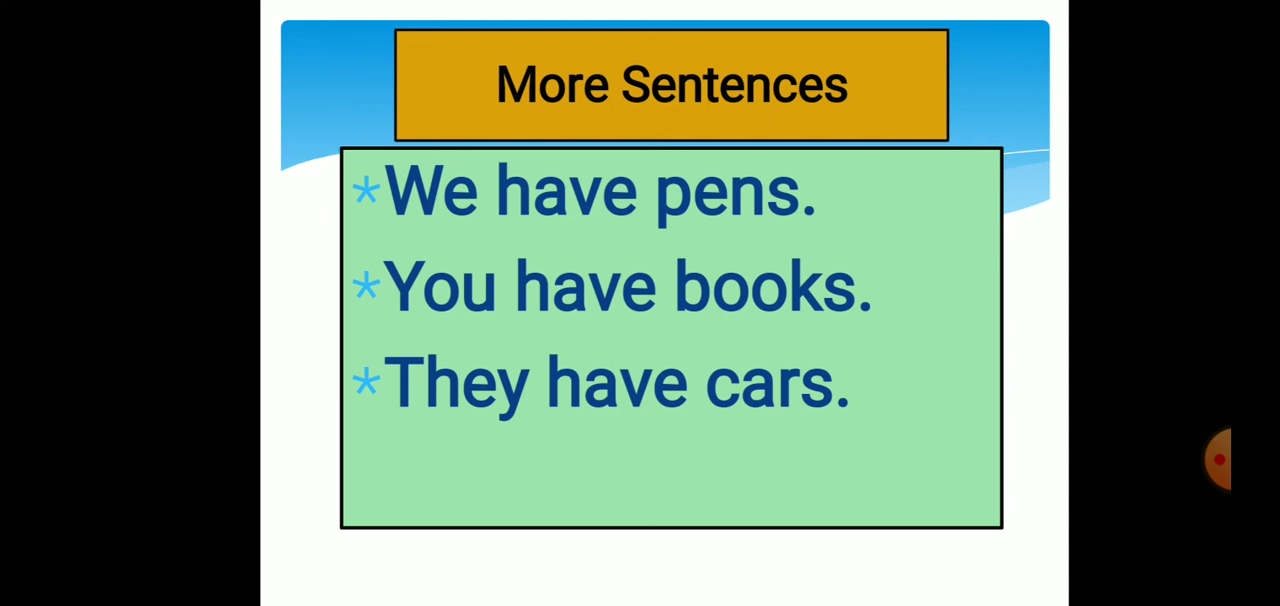 More Sentences
*We have pens.
*You have books.
*They have cars.